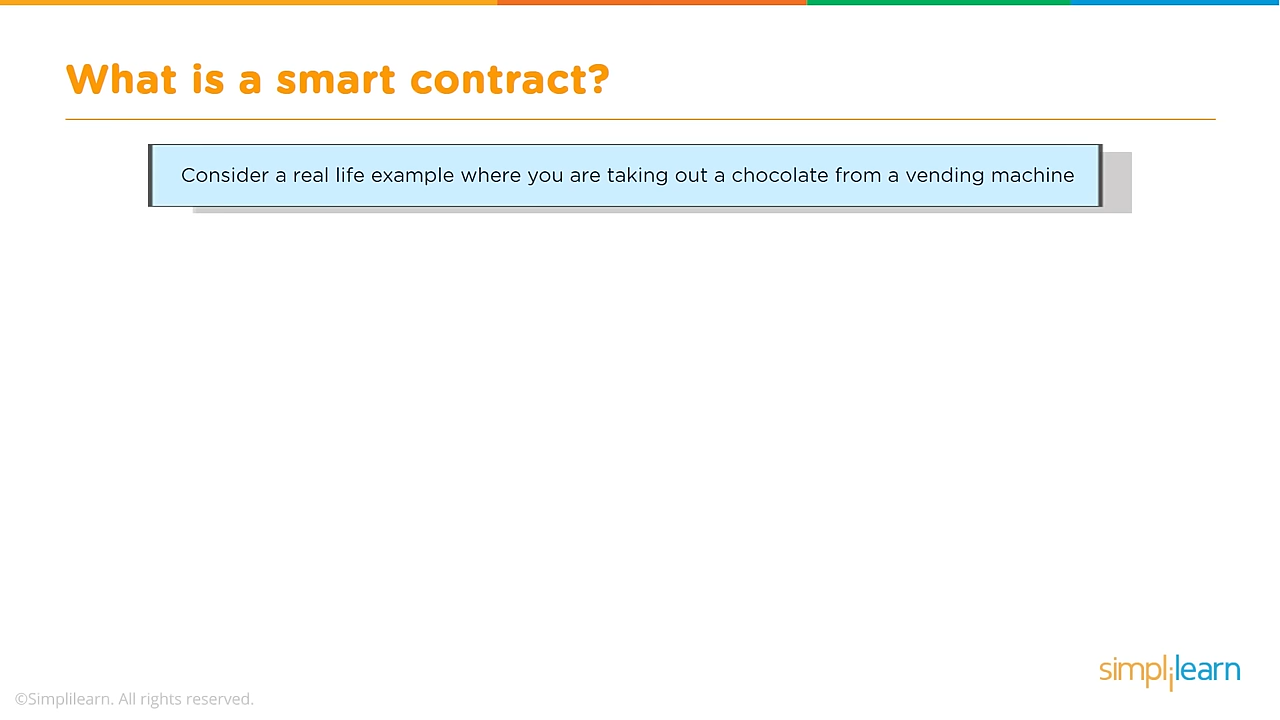 What is a smart contract?
Consider a real life example where you are taking out a chocolate from a vending machine
simplilearn
©Simplilearn. All rights reserved.